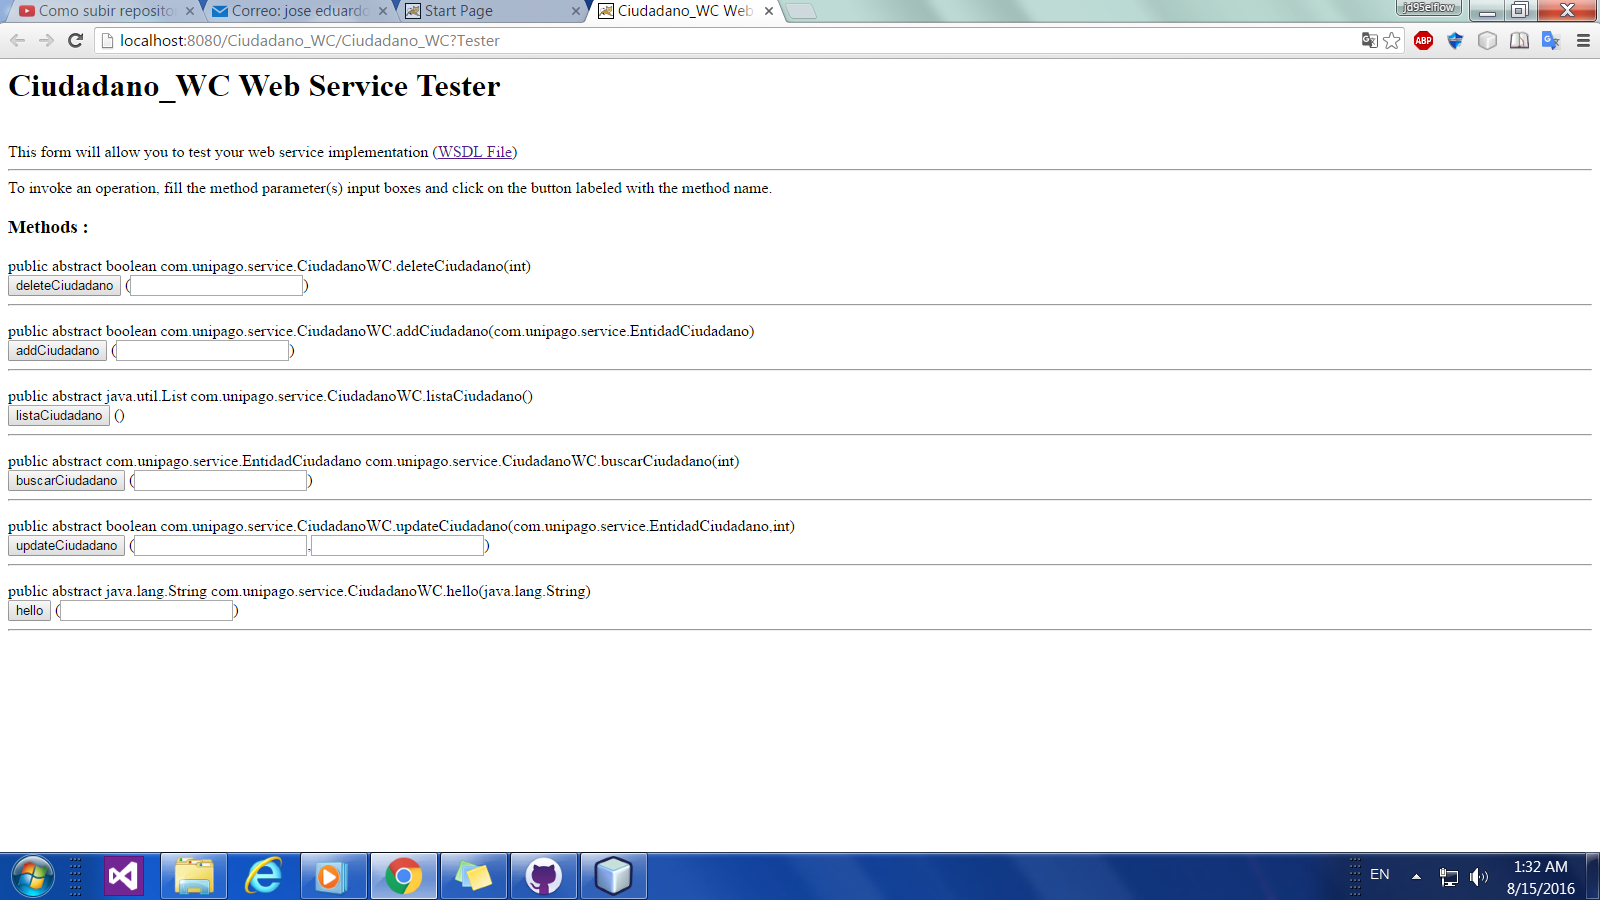 Como subir reposito
Correo: jose eduardo
Start Page
Ciudadano_WC Web
jd95elflow
localhost:8080/Ciudadano_WC/Ciudadano_WC?Tester
ABP
Ciudadano_WC Web Service Tester
This form will allow you to test your web service implementation (WSDL File)
To invoke an operation, fill the method parameter(s) input boxes and click on the button labeled with the method name.
Methods :
public abstract boolean com.unipago.service.CiudadanoWC.deleteCiudadano(int)
deleteCiudadano ( )
public abstract boolean com.unipago.service.CiudadanoWC.addCiudadano(com.unipago.service.EntidadCiudadano)
addCiudadano ( )
public abstract java.util.List com.unipago.service.CiudadanoWC.listaCiudadano()
listaCiudadano ()
public abstract com.unipago.service.EntidadCiudadano com.unipago.service.CiudadanoWC.buscarCiudadano(int)
buscarCiudadano ( )
public abstract boolean com.unipago.service.CiudadanoWC.updateCiudadano(com.unipago.service.EntidadCiudadano,int)
updateCiudadano ( , )
public abstract java.lang.String com.unipago.service.CiudadanoWC.hello(java.lang.String)
hello ( )
EN
1:32 AM
8/15/2016